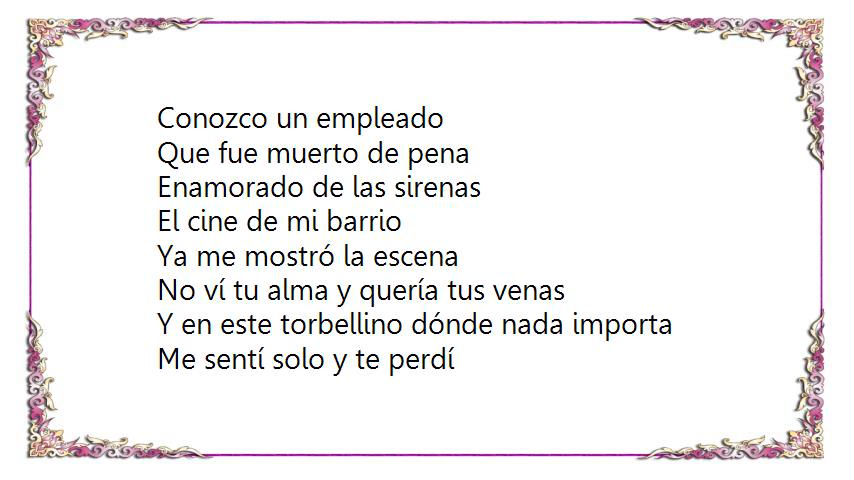 Conozco un empleado
Que fue muerto de pena
Enamorado de las sirenas
El cine de mi barrio
Ya me mostró la escena
No ví tu alma y quería tus venas
Y en este torbellino dónde nada importa
Me sentí solo y te perdí